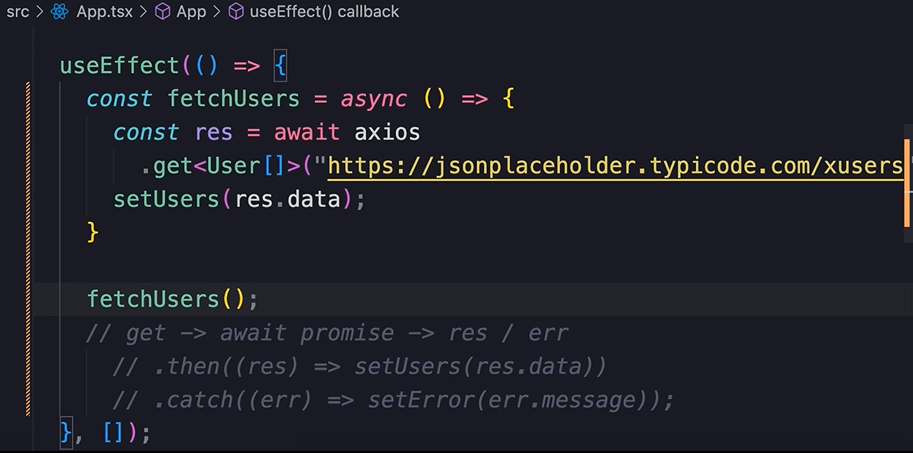 src > App.tsx > App > useEffect() callback
useEffect(() => {
const fetchUsers = async () => {
const res = await axios
.get<User[]>("https://jsonplaceholder.typicode.com/xusers"
setUsers(res.data);
}
fetchUsers();
// get -> await promise -> res / err
// .then((res) => setUsers(res.data))
// .catch((err) => setError(err.message));
}, []);